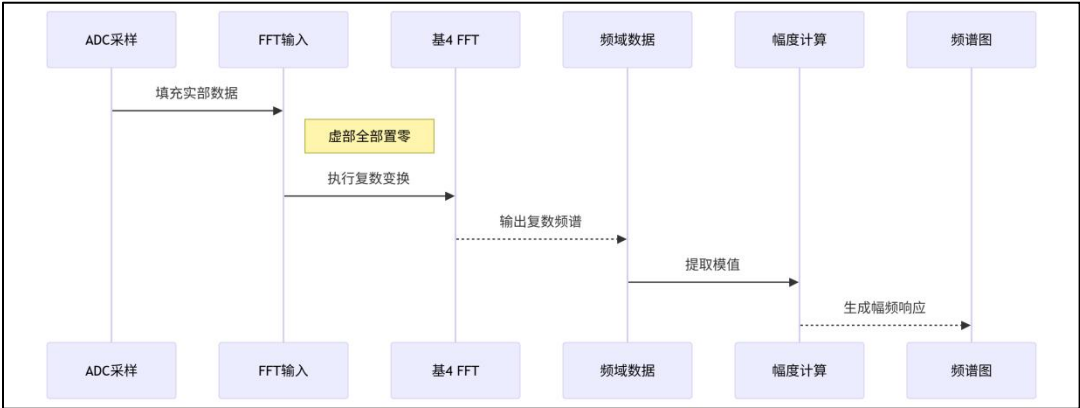 ADC采样 FFT输入 基4 FFT 频域数据 幅度计算 频谱图
填充实部数据
虚部全部置零
执行复数变换
输出复数频谱
提取模值
生成幅频响应
ADC采样 FFT输入 基4 FFT 频域数据 幅度计算 频谱图